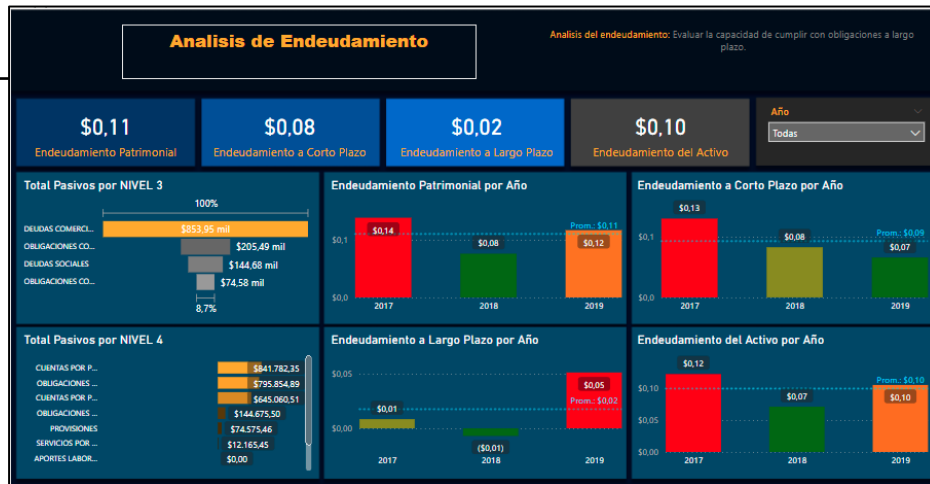 Analisis de Endeudamiento
Analisis del endeudamiento: Evaluar la capacidad de cumplir con obligaciones a largo
plazo.
$0,11
Endeudamiento Patrimonial
$0,08
Endeudamiento a Corto Plazo
$0,02
Endeudamiento a Largo Plazo
$0,10
Endeudamiento del Activo
Año
Todas
Total Pasivos por NIVEL 3
100%
DEUDAS COMERCI... $853,95 mil
OBLIGACIONES CO... $205,49 mil
DEUDAS SOCIALES $144,68 mil
OBLIGACIONES CO... $74,58 mil
8,7%
Endeudamiento Patrimonial por Año
$0,1
$0,0
$0,14
$0,08
Prom.: $0,11
$0,12
2017 2018 2019
Endeudamiento a Corto Plazo por Año
$0,1
$0,0
$0,13
$0,08
Prom.: $0,09
$0,07
2017 2018 2019
Total Pasivos por NIVEL 4
CUENTAS POR P... $841.782,35
OBLIGACIONES ... $795.854,89
CUENTAS POR P... $645.060,51
OBLIGACIONES ... $144.675,50
PROVISIONES $74.575,46
SERVICIOS POR ... $12.165,45
APORTES LABOR... $0,00
Endeudamiento a Largo Plazo por Año
$0,05
$0,00
$0,01
($0,01)
$0,05
Prom.: $0,02
2017 2018 2019
Endeudamiento del Activo por Año
$0,10
$0,05
$0,00
$0,12
$0,07
Prom.: $0,10
$0,10
2017 2018 2019